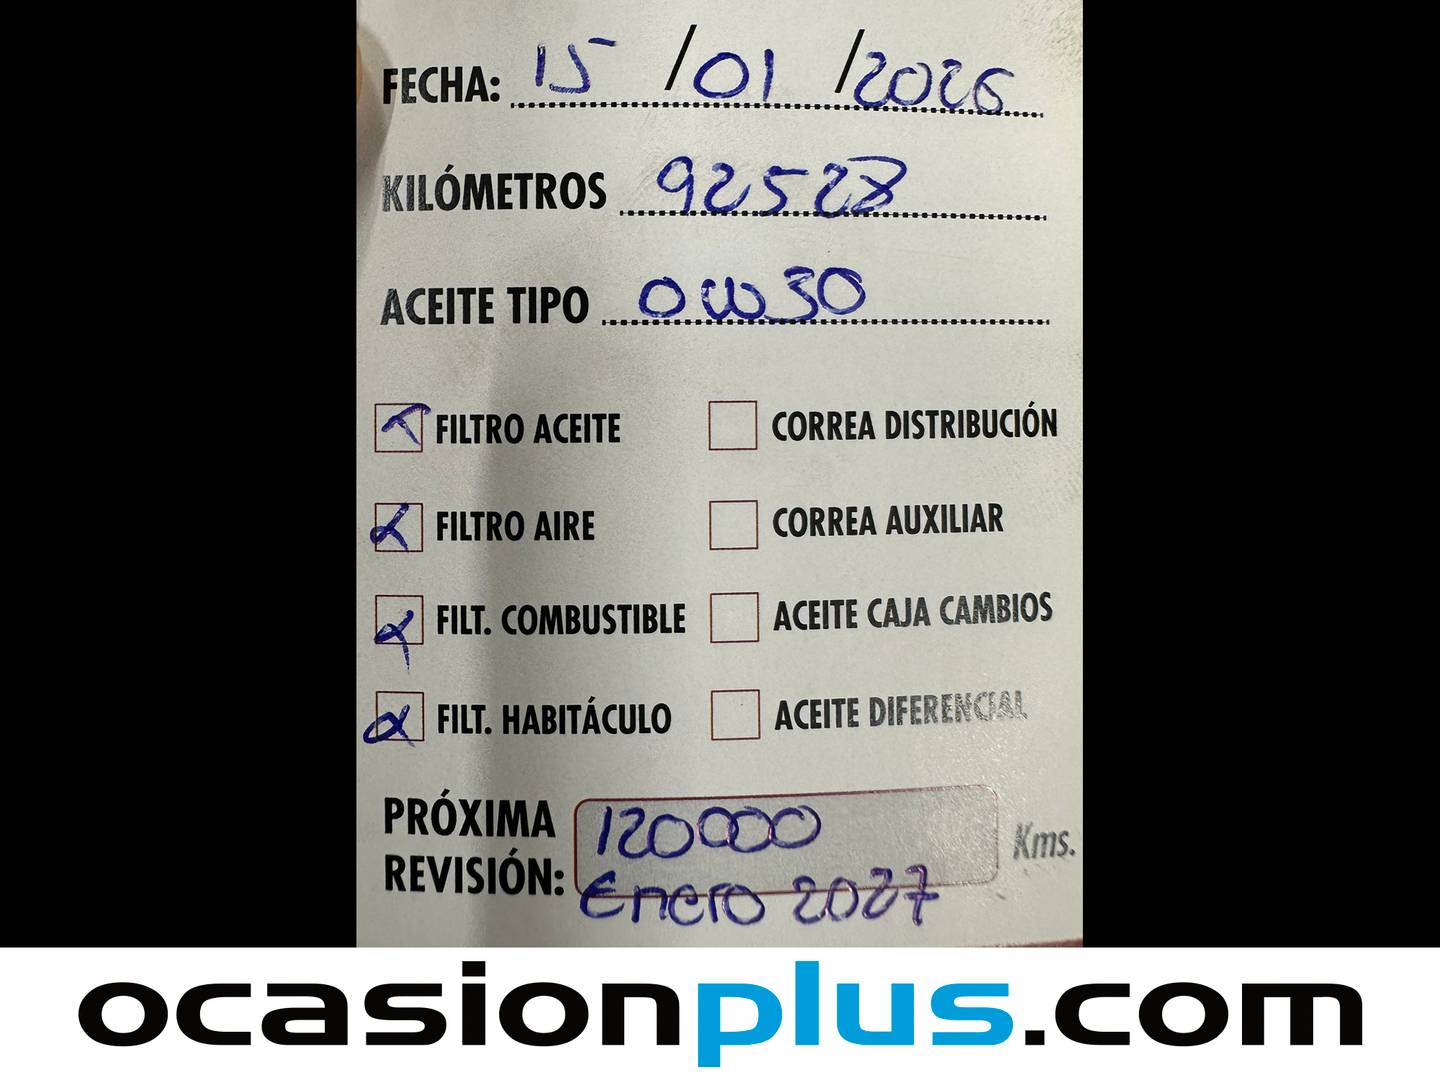 FECHA: 15/01/2026
KILÓMETROS 92528
ACEITE TIPO 0W30
FILTRO ACEITE
CORREA DISTRIBUCIÓN
FILTRO AIRE
CORREA AUXILIAR
FILT. COMBUSTIBLE
ACEITE CAJA CAMBIOS
FILT. HABITÁCULO
ACEITE DIFERENCIAL
PRÓXIMA REVISIÓN: 120000 Kms.
Enero 2027
ocasionplus.com